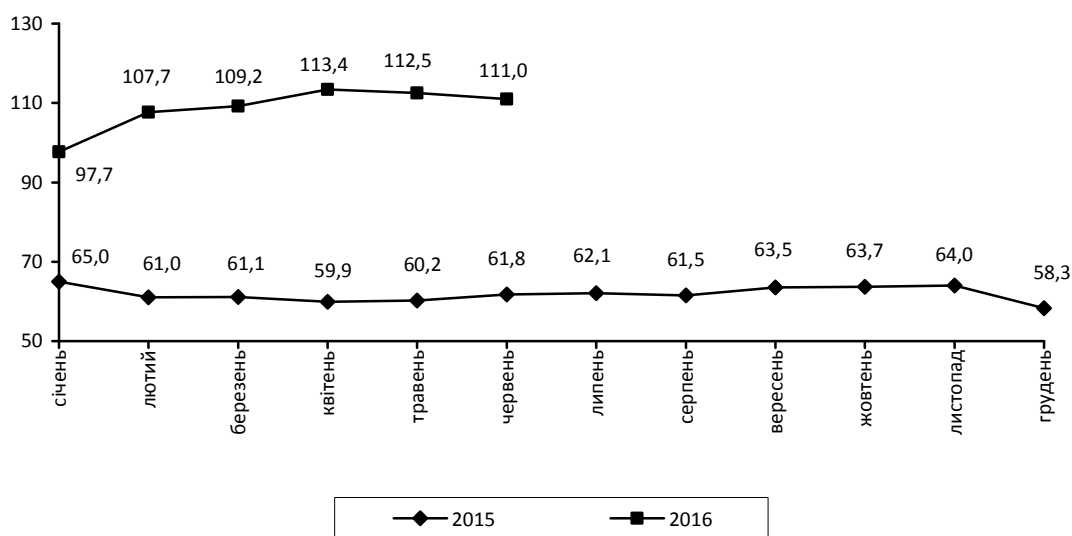 130
113,4
112,5
111,0
109,2
107,7
110
97,7
90
70
65,0
61,0
61,1
59,9
60,2
61,8
62,1
61,5
63,5
63,7
64,0
58,3
50
січень
лютий
березень
квітень
травень
червень
липень
серпень
вересень
жовтень
листопад
грудень
2015
2016